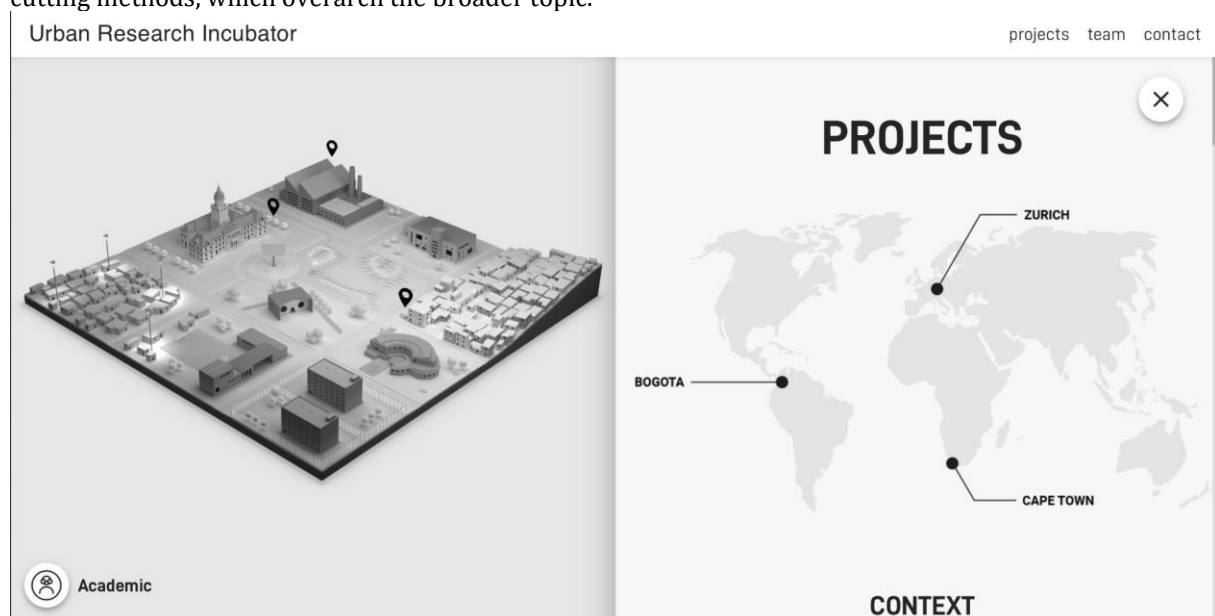 cutting methods, which overarch the broader topic.
Urban Research Incubator
projects team contact
PROJECTS
ZURICH
BOGOTA
CAPE TOWN
Academic
CONTEXT